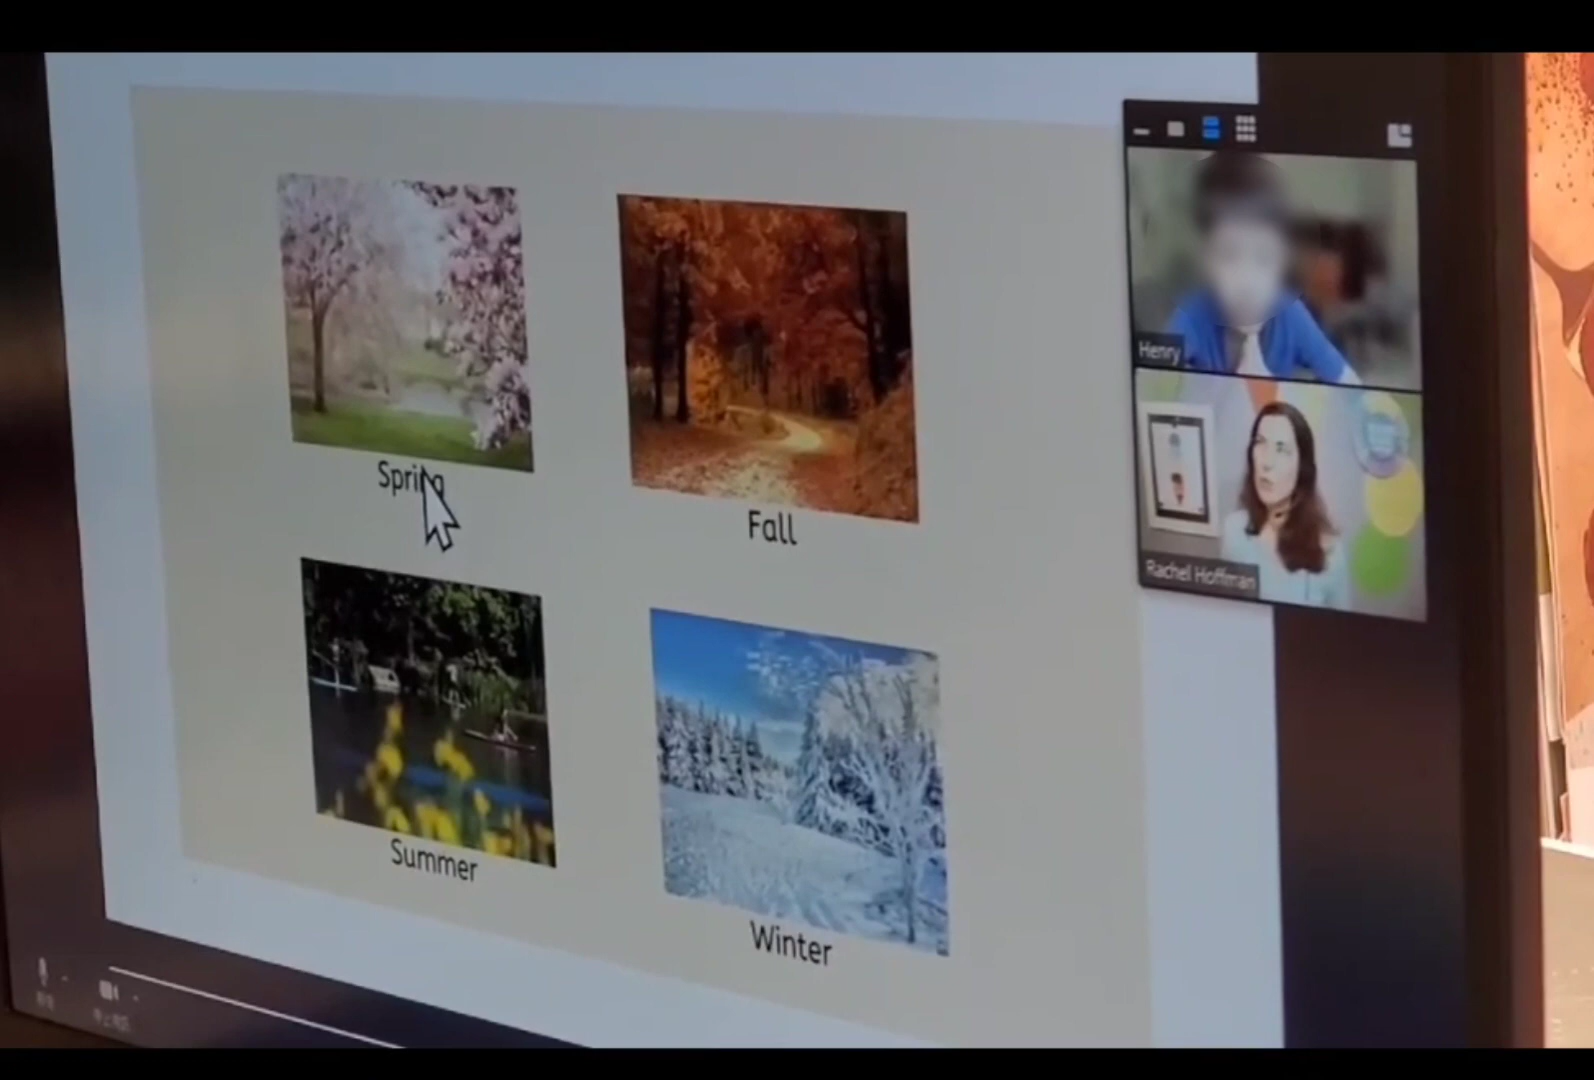 Spring
Fall
Summer
Winter
Henry
Rachel Hoffman